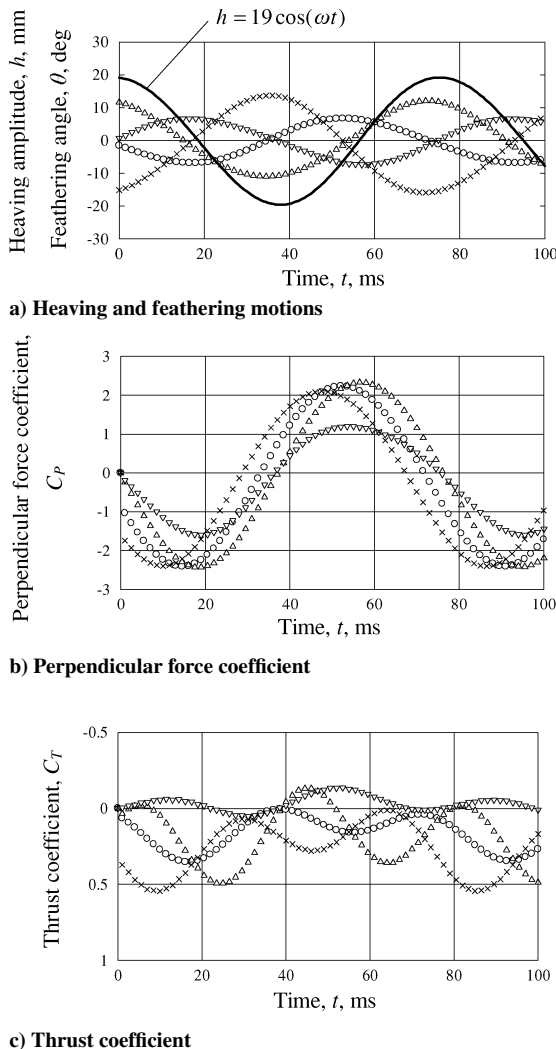 h = 19 cos(ωt)
Heaving amplitude, h, mm
Feathering angle, θ, deg
30
20
10
0
-10
-20
-30
0 20 40 60 80 100
Time, t, ms
a) Heaving and feathering motions
Perpendicular force coefficient,
C_P
3
2
1
0
-1
-2
-3
0 20 40 60 80 100
Time, t, ms
b) Perpendicular force coefficient
Thrust coefficient, C_T
-0.5
0
0.5
1
0 20 40 60 80 100
Time, t, ms
c) Thrust coefficient